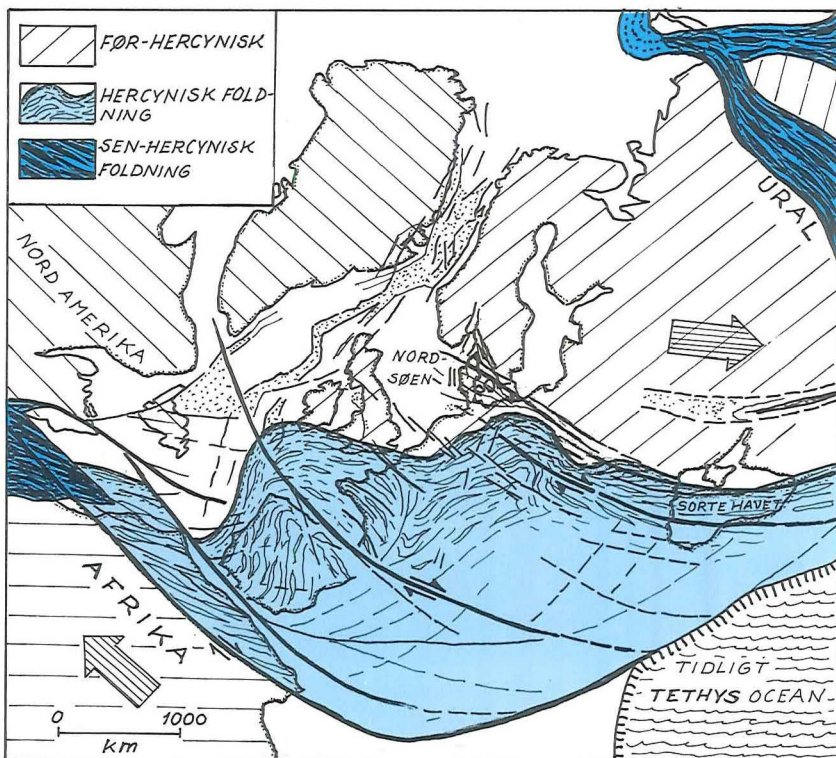 FØR-HERCYNISK
HERCYNISK FOLD-
NING
SEN-HERCYNISK
FOLDNING
URAL
NORD AMERIKA
NORD-
SØEN
SORTE HAVET
AFRIKA
TIDLIGT
TETHYS OCEAN
0 1000
km